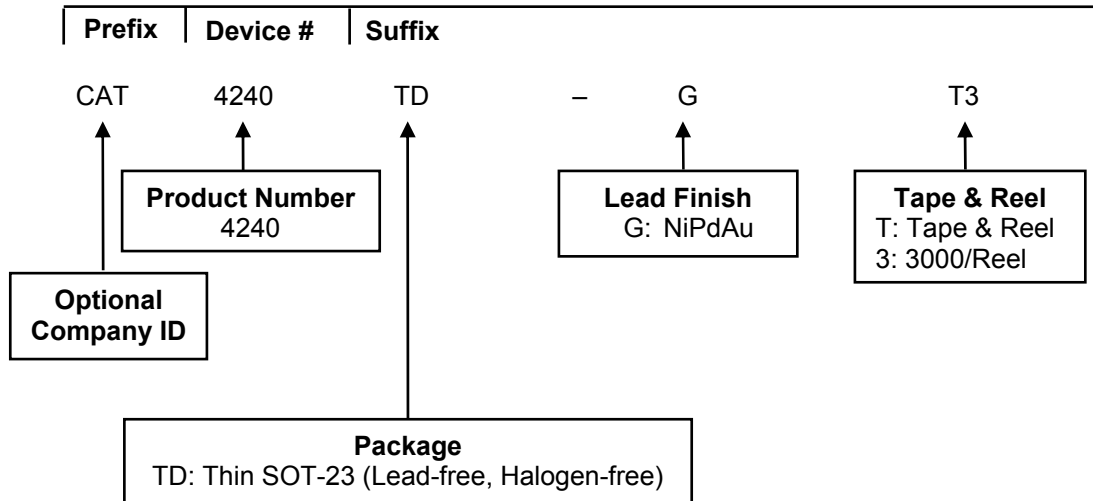 Prefix Device # Suffix
CAT 4240 TD – G T3
Product Number
4240
Lead Finish
G: NiPdAu
Tape & Reel
T: Tape & Reel
3: 3000/Reel
Optional
Company ID
Package
TD: Thin SOT-23 (Lead-free, Halogen-free)